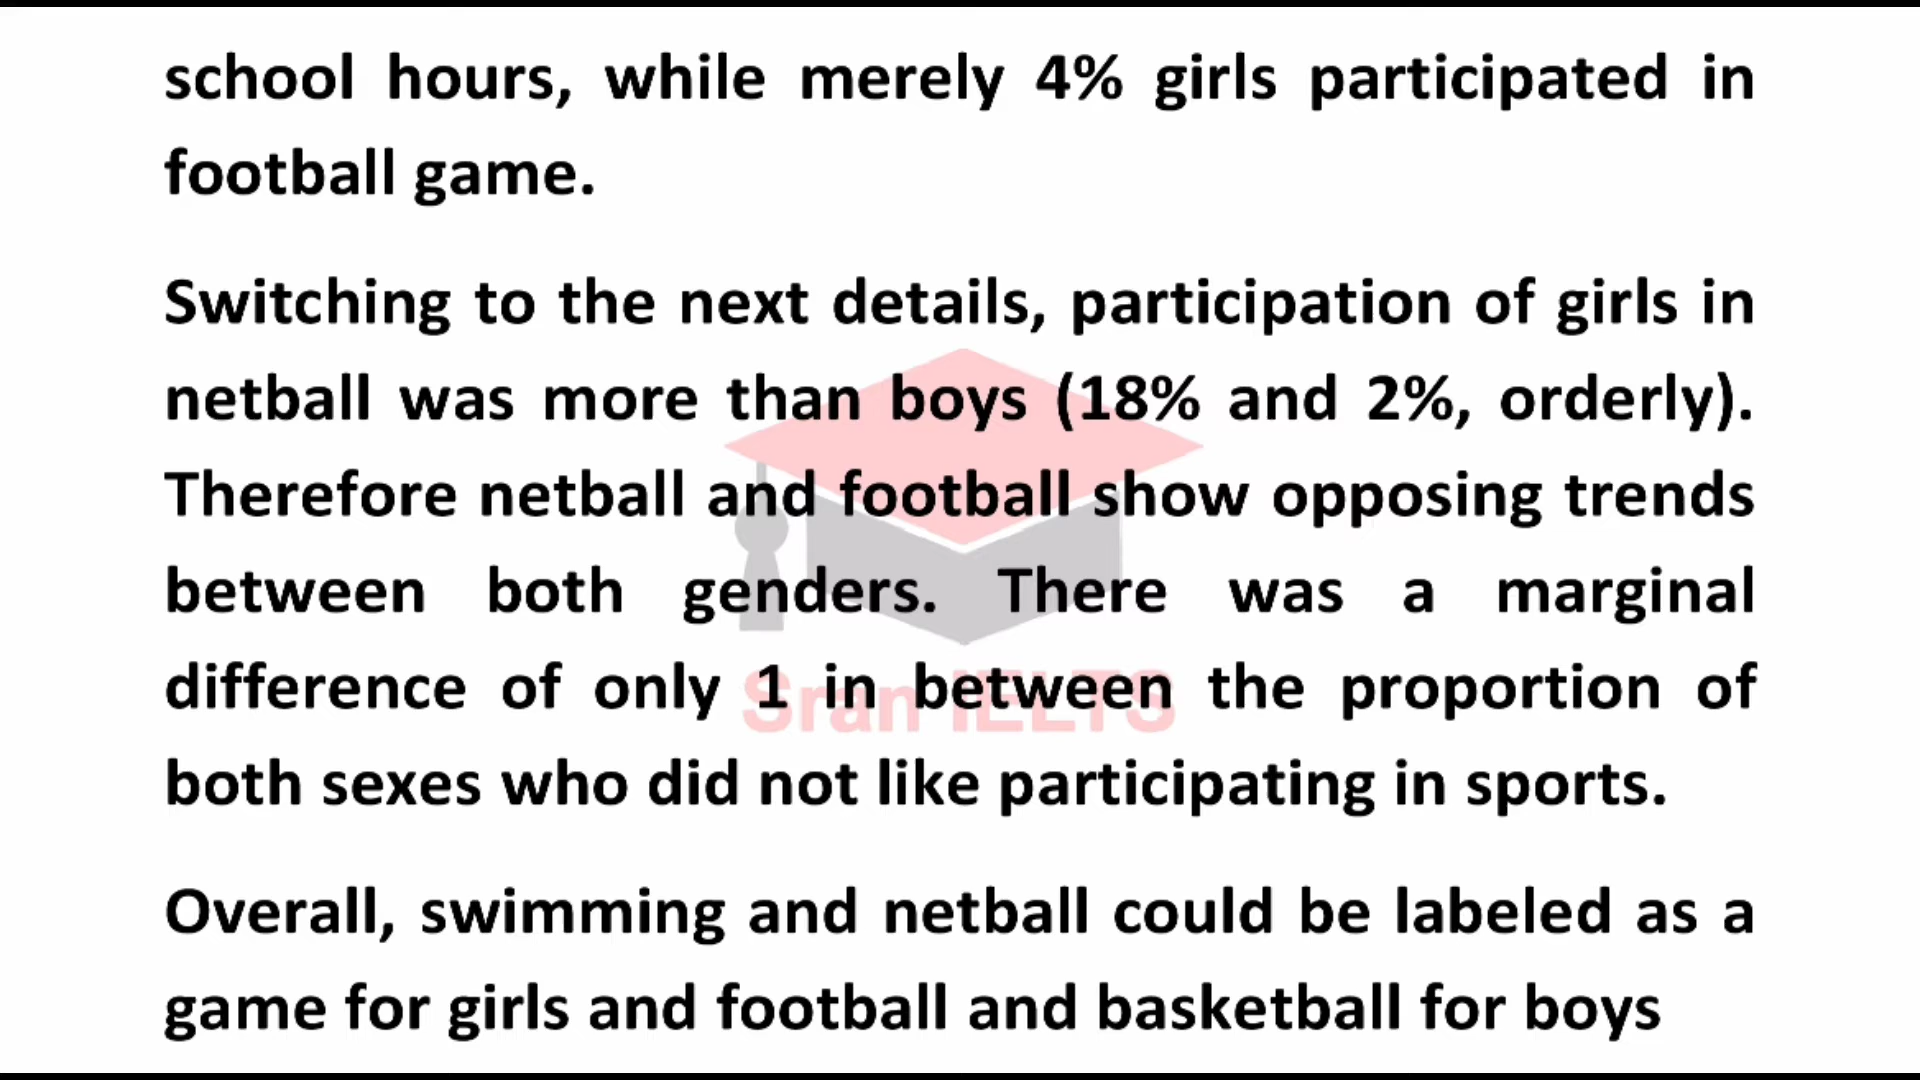 school hours, while merely 4% girls participated in
football game.
Switching to the next details, participation of girls in
netball was more than boys (18% and 2%, orderly).
Therefore netball and football show opposing trends
between both genders. There was a marginal
difference of only 1 in between the proportion of
Sran IELTS
both sexes who did not like participating in sports.
Overall, swimming and netball could be labeled as a
game for girls and football and basketball for boys